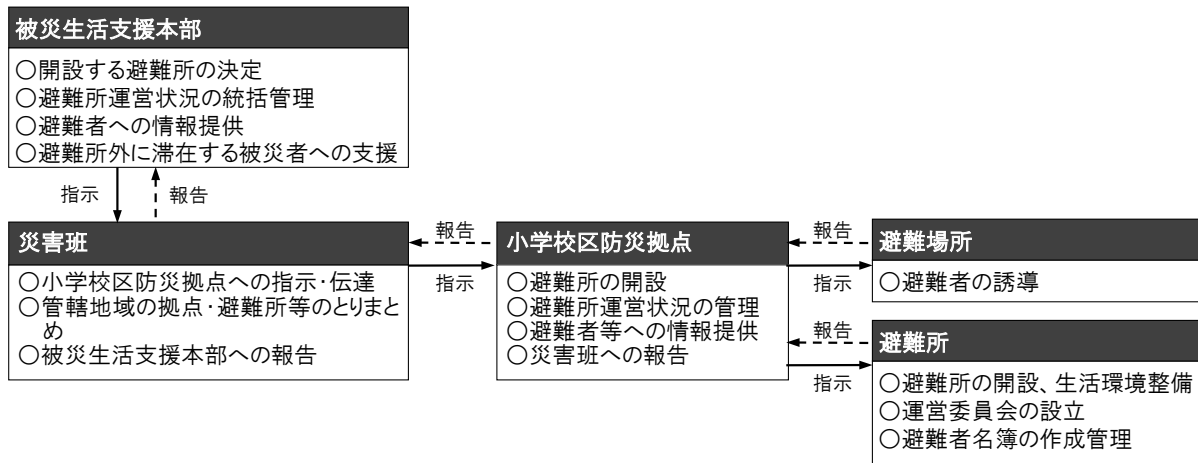 被災生活支援本部
○開設する避難所の決定
○避難所運営状況の統括管理
○避難者への情報提供
○避難所外に滞在する被災者への支援
指示
報告
災害班
○小学校区防災拠点への指示・伝達
○管轄地域の拠点・避難所等のとりまと
め
○被災生活支援本部への報告
報告
指示
小学校区防災拠点
○避難所の開設
○避難所運営状況の管理
○避難者等への情報提供
○災害班への報告
報告
指示
避難場所
○避難者の誘導
報告
指示
避難所
○避難所の開設、生活環境整備
○運営委員会の設立
○避難者名簿の作成管理